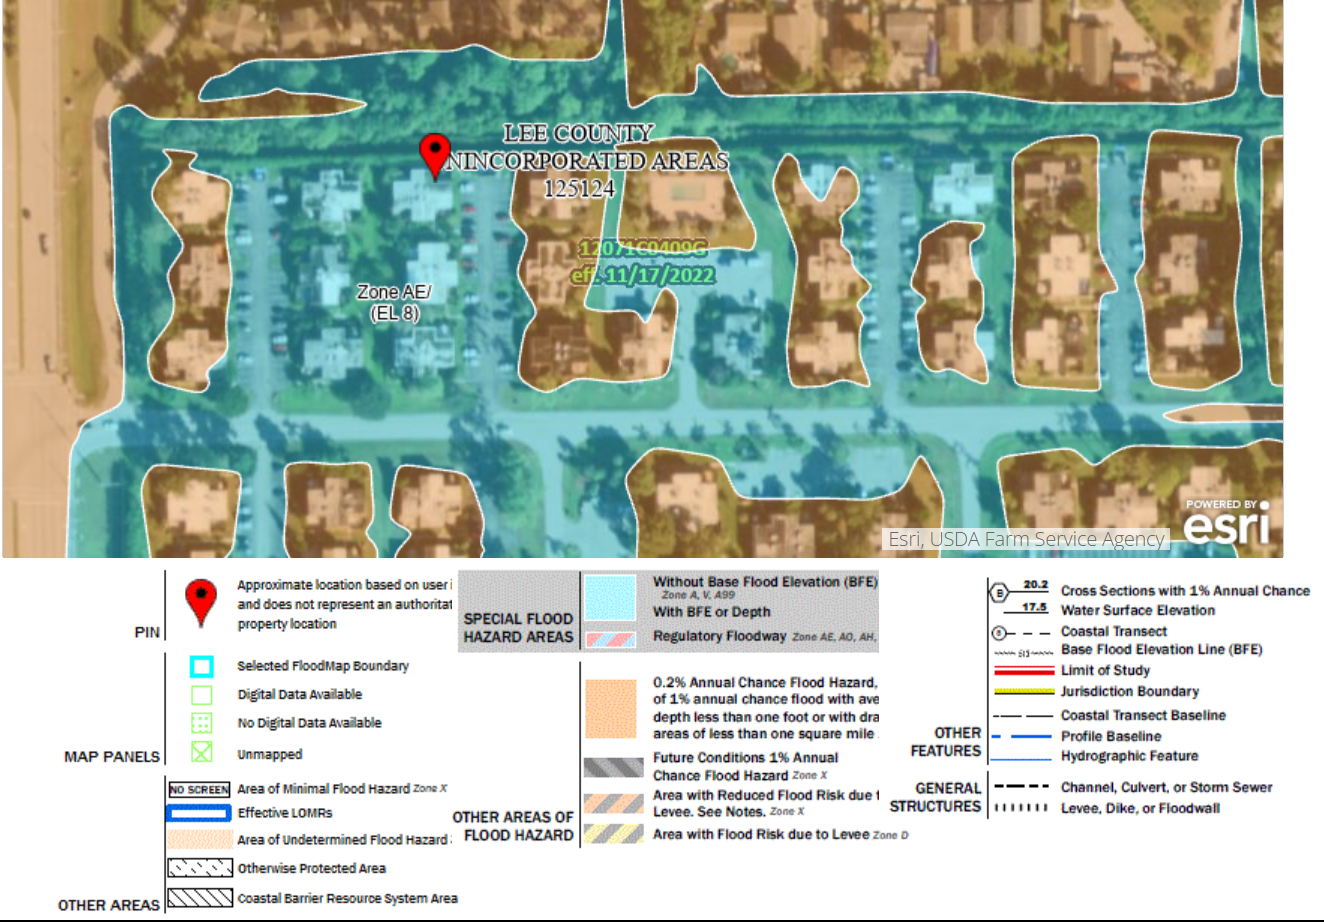 LEE COUNTY
NINCORPORATED AREAS
125124
12071C0409G
eff. 11/17/2022
Zone AE/
(EL 8)
POWERED BY
esri
Esri, USDA Farm Service Agency
PIN
Approximate location based on user i
and does not represent an authoritat
property location
MAP PANELS
Selected FloodMap Boundary
Digital Data Available
No Digital Data Available
Unmapped
OTHER AREAS
NO SCREEN Area of Minimal Flood Hazard Zone X
Effective LOMRs
Area of Undetermined Flood Hazard
Otherwise Protected Area
Coastal Barrier Resource System Area
SPECIAL FLOOD
HAZARD AREAS
Without Base Flood Elevation (BFE)
Zone A, V, A99
With BFE or Depth
Regulatory Floodway Zone AE, AO, AH,
OTHER AREAS OF
FLOOD HAZARD
0.2% Annual Chance Flood Hazard,
of 1% annual chance flood with ave
depth less than one foot or with dra
areas of less than one square mile
Future Conditions 1% Annual
Chance Flood Hazard Zone X
Area with Reduced Flood Risk due t
Levee. See Notes. Zone X
Area with Flood Risk due to Levee Zone D
OTHER
FEATURES
B 20.2 Cross Sections with 1% Annual Chance
17.5 Water Surface Elevation
8 Coastal Transect
513 Base Flood Elevation Line (BFE)
Limit of Study
Jurisdiction Boundary
Coastal Transect Baseline
Profile Baseline
Hydrographic Feature
GENERAL
STRUCTURES
Channel, Culvert, or Storm Sewer
Levee, Dike, or Floodwall